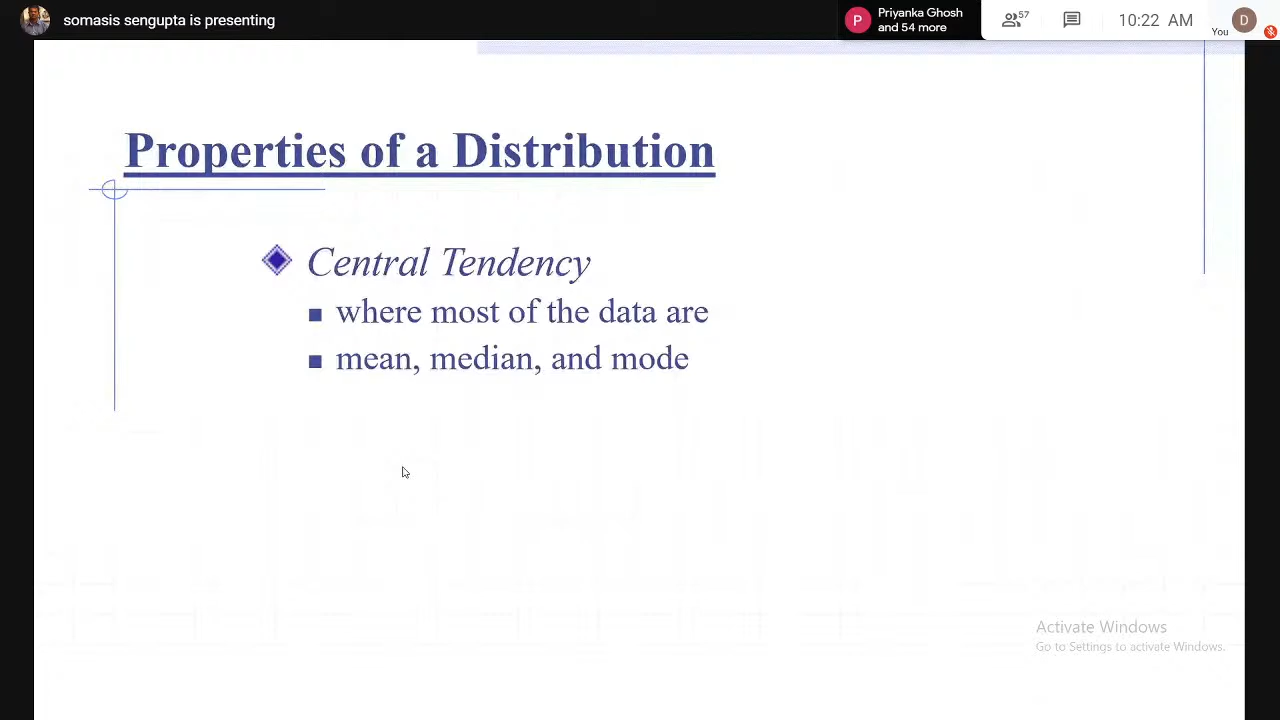 somasis sengupta is presenting
P
Priyanka Ghosh
and 54 more
57
10:22 AM
You
D
Properties of a Distribution
Central Tendency
where most of the data are
mean, median, and mode
Activate Windows
Go to Settings to activate Windows.